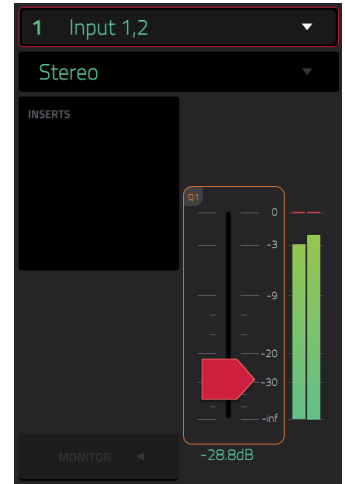 1 Input 1,2
Stereo
INSERTS
Q1
0
-3
-9
-20
-30
-inf
MONITOR
-28.8dB